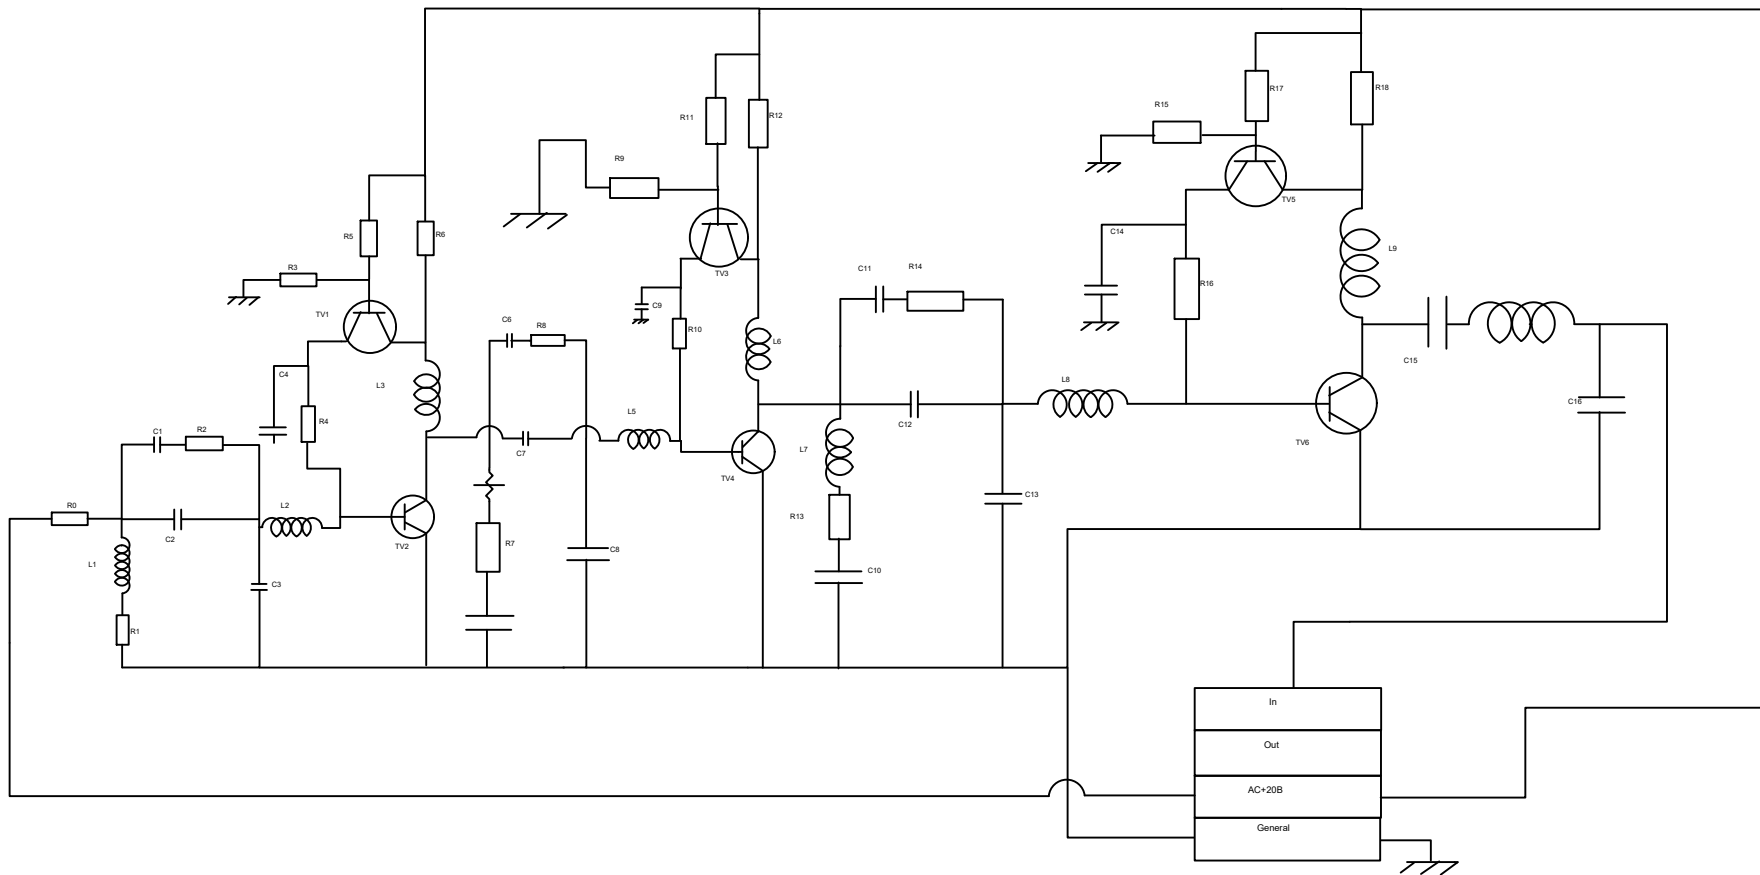 R17
R18
R15
R11
R12
R9
TV5
R5
R6
C14
L9
R3
TV3
C11
R14
R16
C9
TV1
C6
R8
R10
L6
C15
L3
C4
L8
C16
R4
L5
C1
R2
C12
TV6
C7
L7
TV4
R0
L2
C13
R13
C2
TV2
R7
C8
L1
C10
C3
R1
In
Out
AC+20B
General